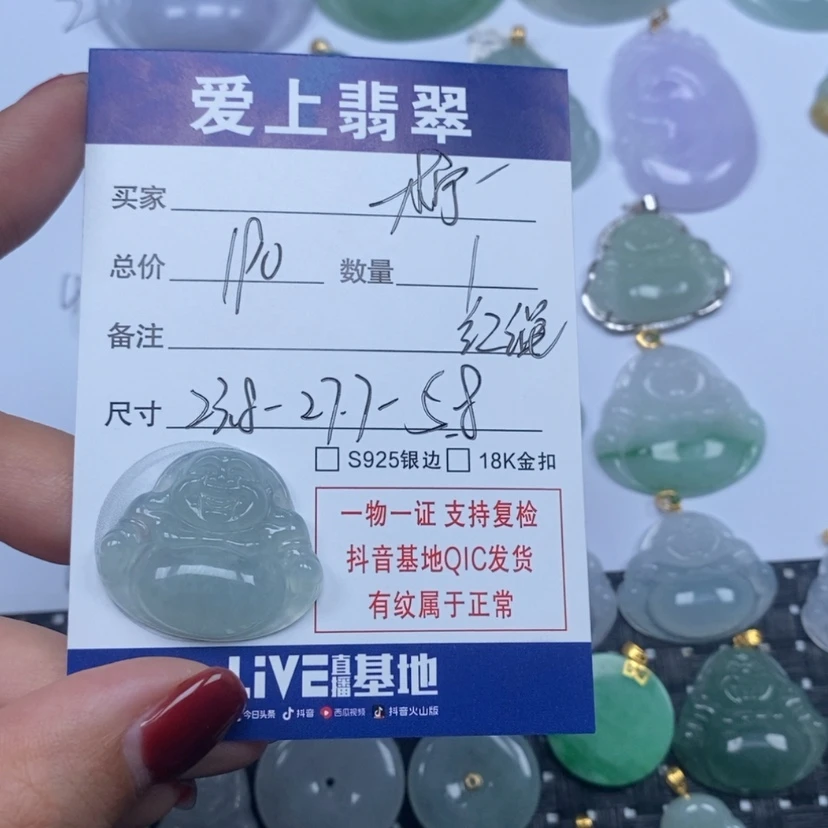 爱上翡翠
买家
总价 数量 1
备注 红绳
尺寸 23.8-27.7-5.8
S925银边 18K金扣
一物一证 支持复检
抖音基地QIC发货
有纹属于正常
LiVE直播基地
今日头条 抖音 西瓜视频 抖音火山版